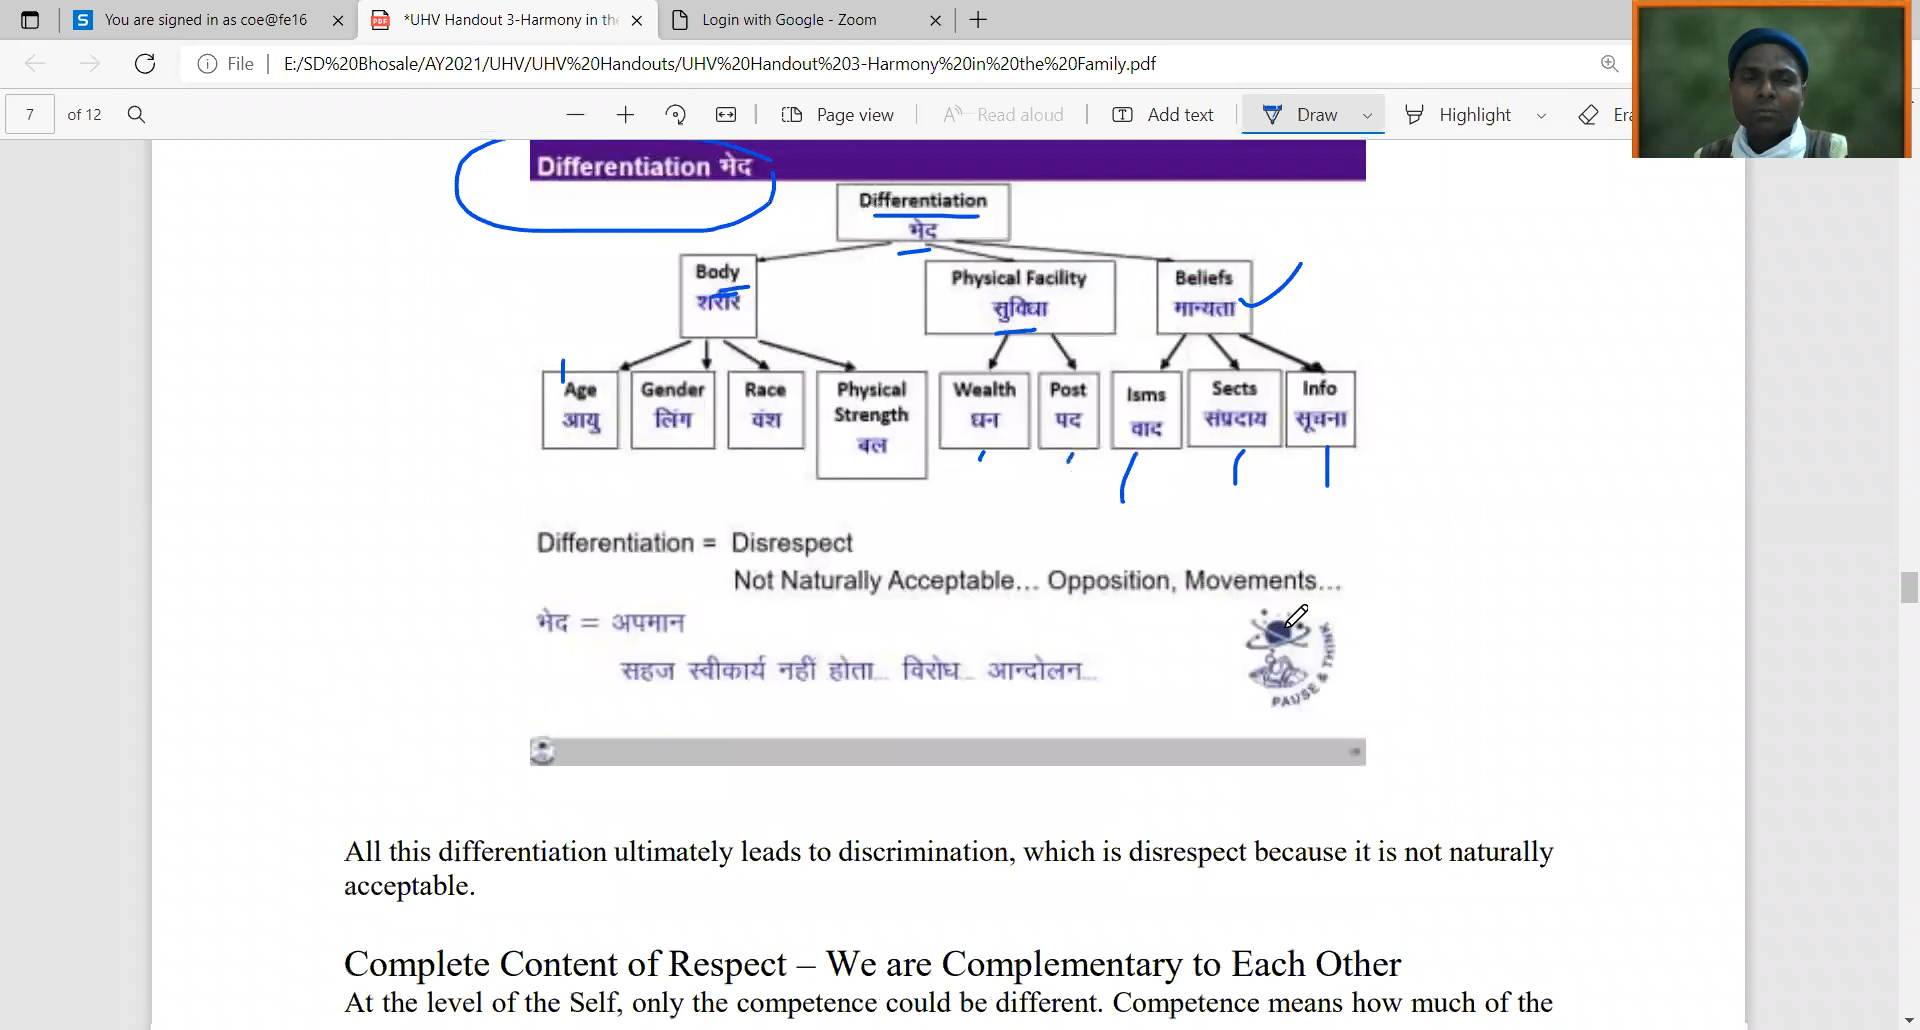 You are signed in as coe@fe16
*UHV Handout 3-Harmony in the
Login with Google - Zoom
File
E:/SD%20Bhosale/AY2021/UHV/UHV%20Handouts/UHV%20Handout%203-Harmony%20in%20the%20Family.pdf
7 of 12
Page view
Read aloud
Add text
Draw
Highlight
Era
Differentiation भेद
Differentiation
भेद
Body
शरीर
Physical Facility
सुविधा
Beliefs
मान्यता
Age
आयु
Gender
लिंग
Race
वंश
Physical
Strength
बल
Wealth
धन
Post
पद
Isms
वाद
Sects
संप्रदाय
Info
सूचना
Differentiation = Disrespect
Not Naturally Acceptable... Opposition, Movements...
भेद = अपमान
सहज स्वीकार्य नहीं होता... विरोध... आन्दोलन...
PAUSE & THINK
All this differentiation ultimately leads to discrimination, which is disrespect because it is not naturally
acceptable.
Complete Content of Respect – We are Complementary to Each Other
At the level of the Self, only the competence could be different. Competence means how much of the